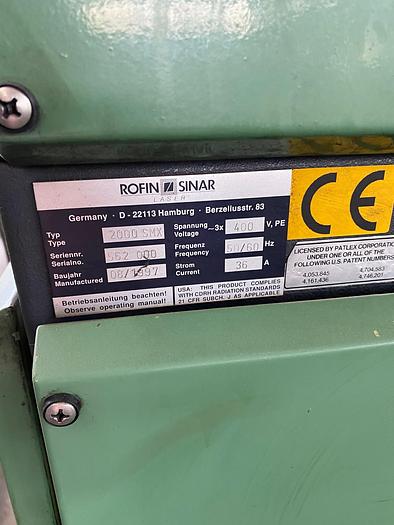 ROFIN SINAR
LASER
Germany · D - 22113 Hamburg · Berzeliusstr. 83
Typ
Type
2000 SMX
Spannung
Voltage
3x 400 V, PE
Seriennr.
Serialno.
552 000
Frequenz
Frequency
50/60 Hz
Baujahr
Manufactured
08/1997
Strom
Current
36 A
Betriebsanleitung beachten!
Observe operating manual!
USA: THIS PRODUCT COMPLIES
WITH CDRH RADIATION STANDARDS
21 CFR SUBCH. J AS APPLICABLE
CE
LICENSED BY PATLEX CORPORATION
UNDER ONE OR ALL OF THE
FOLLOWING U.S. PATENT NUMBERS
4,053,845 4,704,583
4,161,436 4,746,201